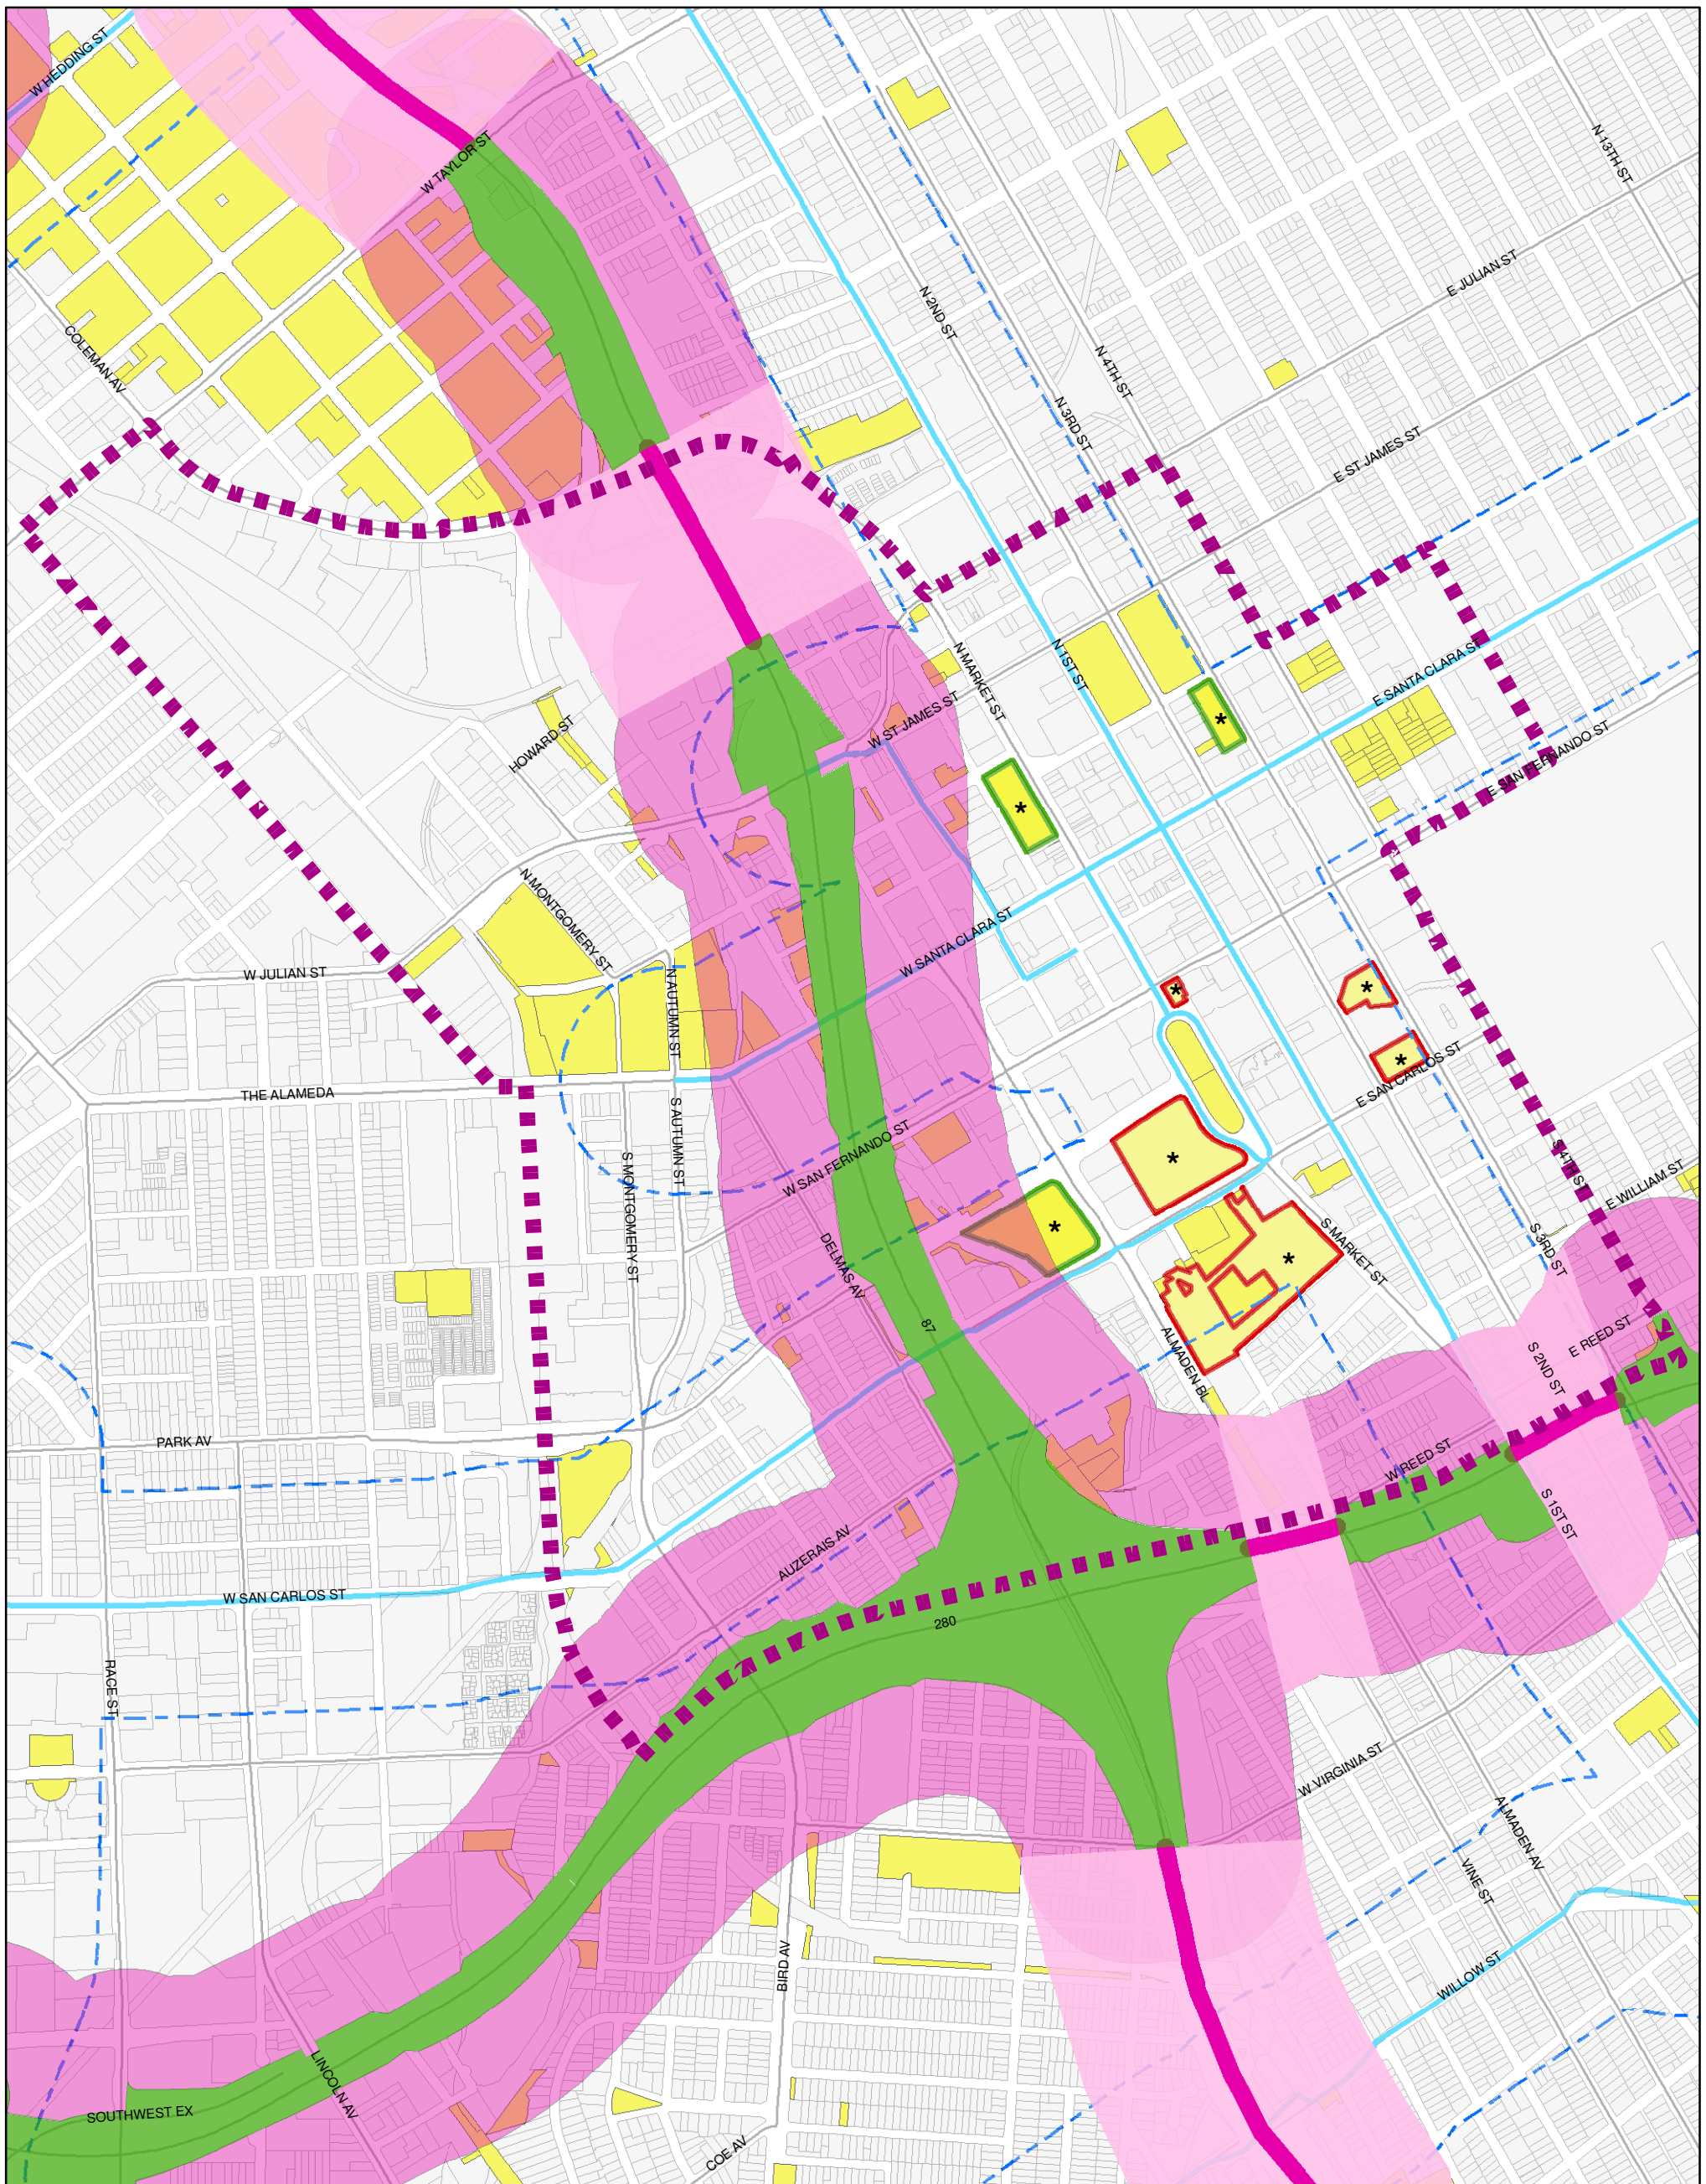 W HEDDING ST
W TAYLOR ST
N 13TH ST
E JULIAN ST
N 2ND ST
COLEMAN AV
N 4TH ST
N 3RD ST
E ST JAMES ST
N 1ST ST
N MARKET ST
E SANTA CLARA ST
W ST JAMES ST
HOWARD ST
E SAN FERNANDO ST
*
*
N MONTGOMERY ST
W SANTA CLARA ST
W JULIAN ST
N AUTUMN ST
*
*
*
E SAN CARLOS ST
THE ALAMEDA
S AUTUMN ST
S MONTGOMERY ST
W SAN FERNANDO ST
*
S 4TH ST
E WILLIAM ST
*
*
S MARKET ST
S 3RD ST
DELMAS AV
87
ALMADEN BL
E REED ST
S 2ND ST
PARK AV
W REED ST
S 1ST ST
AUZERAIS AV
W SAN CARLOS ST
280
RACE ST
W VIRGINIA ST
ALMADEN AV
VINE ST
BIRD AV
WILLOW ST
LINCOLN AV
SOUTHWEST EX
COE AV